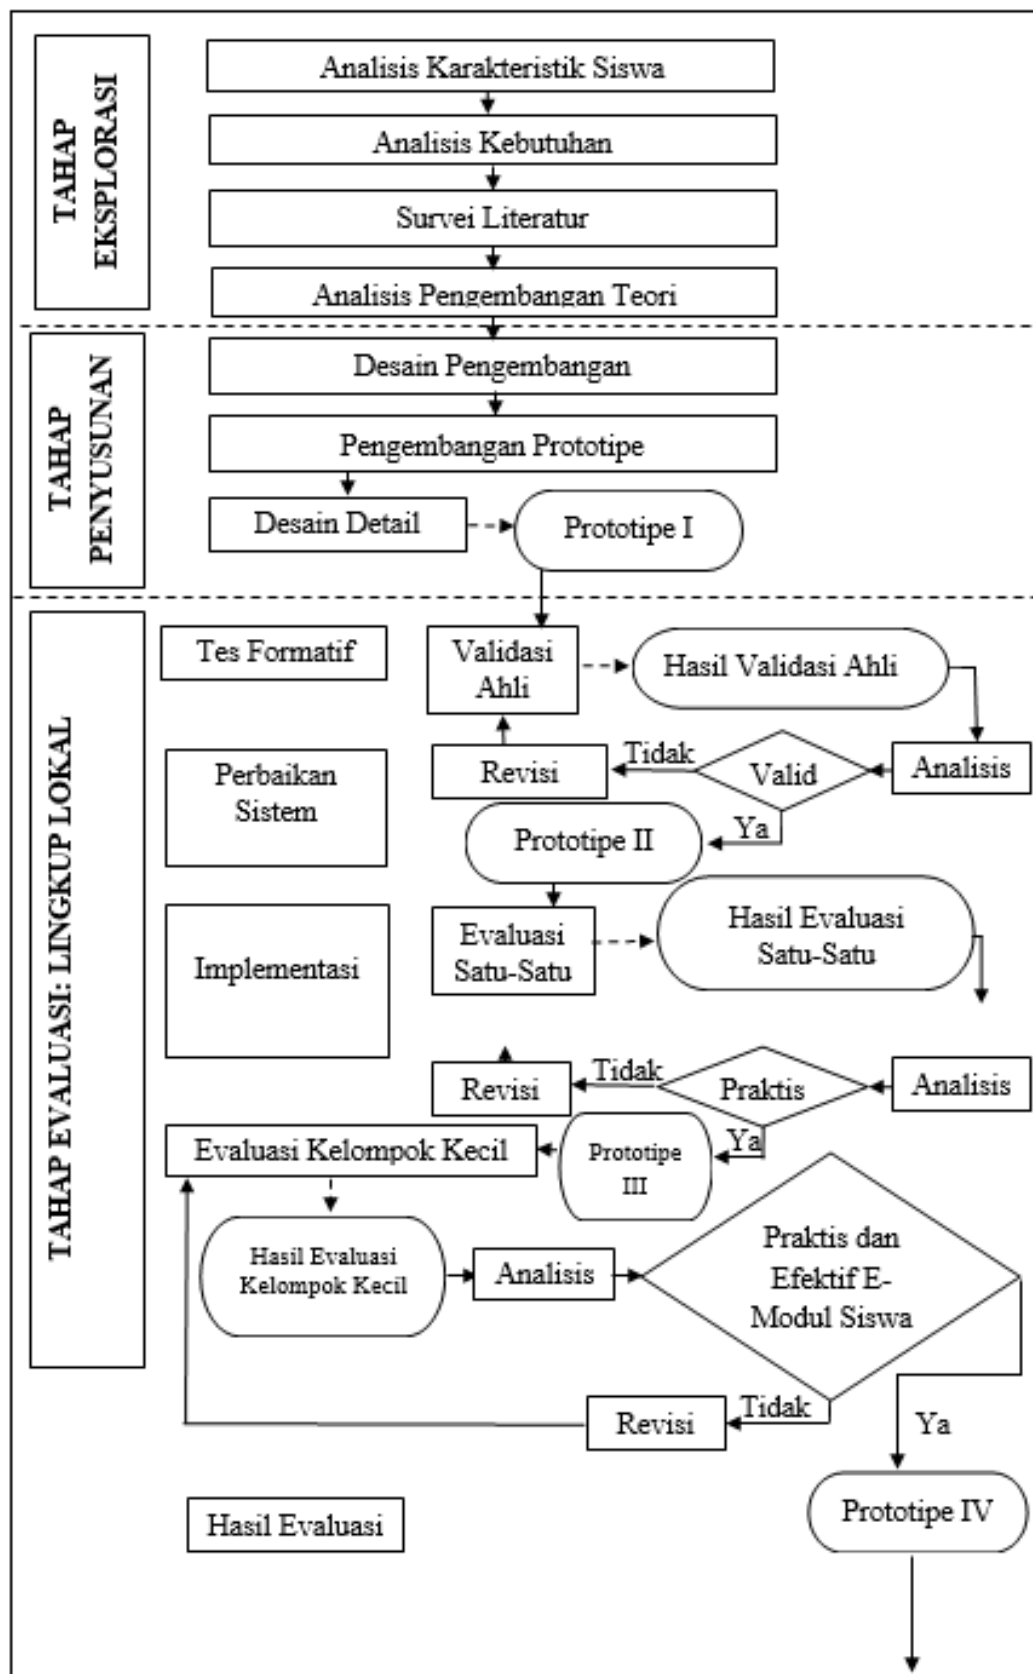 TAHAP
EKSPLORASI
Analisis Karakteristik Siswa
Analisis Kebutuhan
Survei Literatur
Analisis Pengembangan Teori
TAHAP
PENYUSUNAN
Desain Pengembangan
Pengembangan Prototipe
Desain Detail
Prototipe I
TAHAP EVALUASI: LINGKUP LOKAL
Tes Formatif
Validasi
Ahli
Hasil Validasi Ahli
Perbaikan
Sistem
Revisi
Tidak
Valid
Analisis
Ya
Prototipe II
Implementasi
Evaluasi
Satu-Satu
Hasil Evaluasi
Satu-Satu
Revisi
Tidak
Praktis
Analisis
Ya
Evaluasi Kelompok Kecil
Prototipe
III
Hasil Evaluasi
Kelompok Kecil
Analisis
Praktis dan
Efektif E-
Modul Siswa
Revisi
Tidak
Ya
Hasil Evaluasi
Prototipe IV